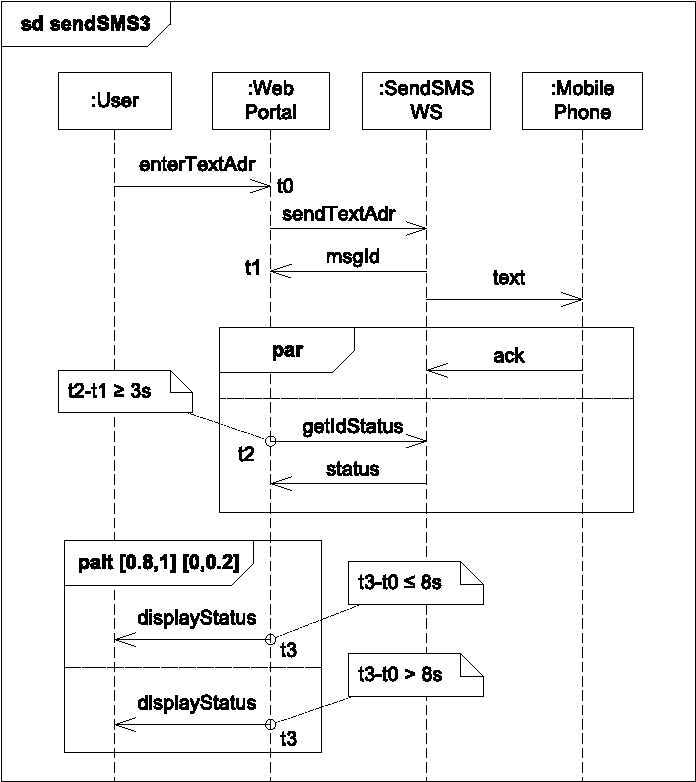 sd sendSMS3
:User
:Web
Portal
:SendSMS
WS
:Mobile
Phone
enterTextAdr
t0
sendTextAdr
msgId
t1
text
par
ack
t2-t1 ≥ 3s
getIdStatus
t2
status
palt [0.8,1] [0,0.2]
t3-t0 ≤ 8s
displayStatus
t3
t3-t0 > 8s
displayStatus
t3